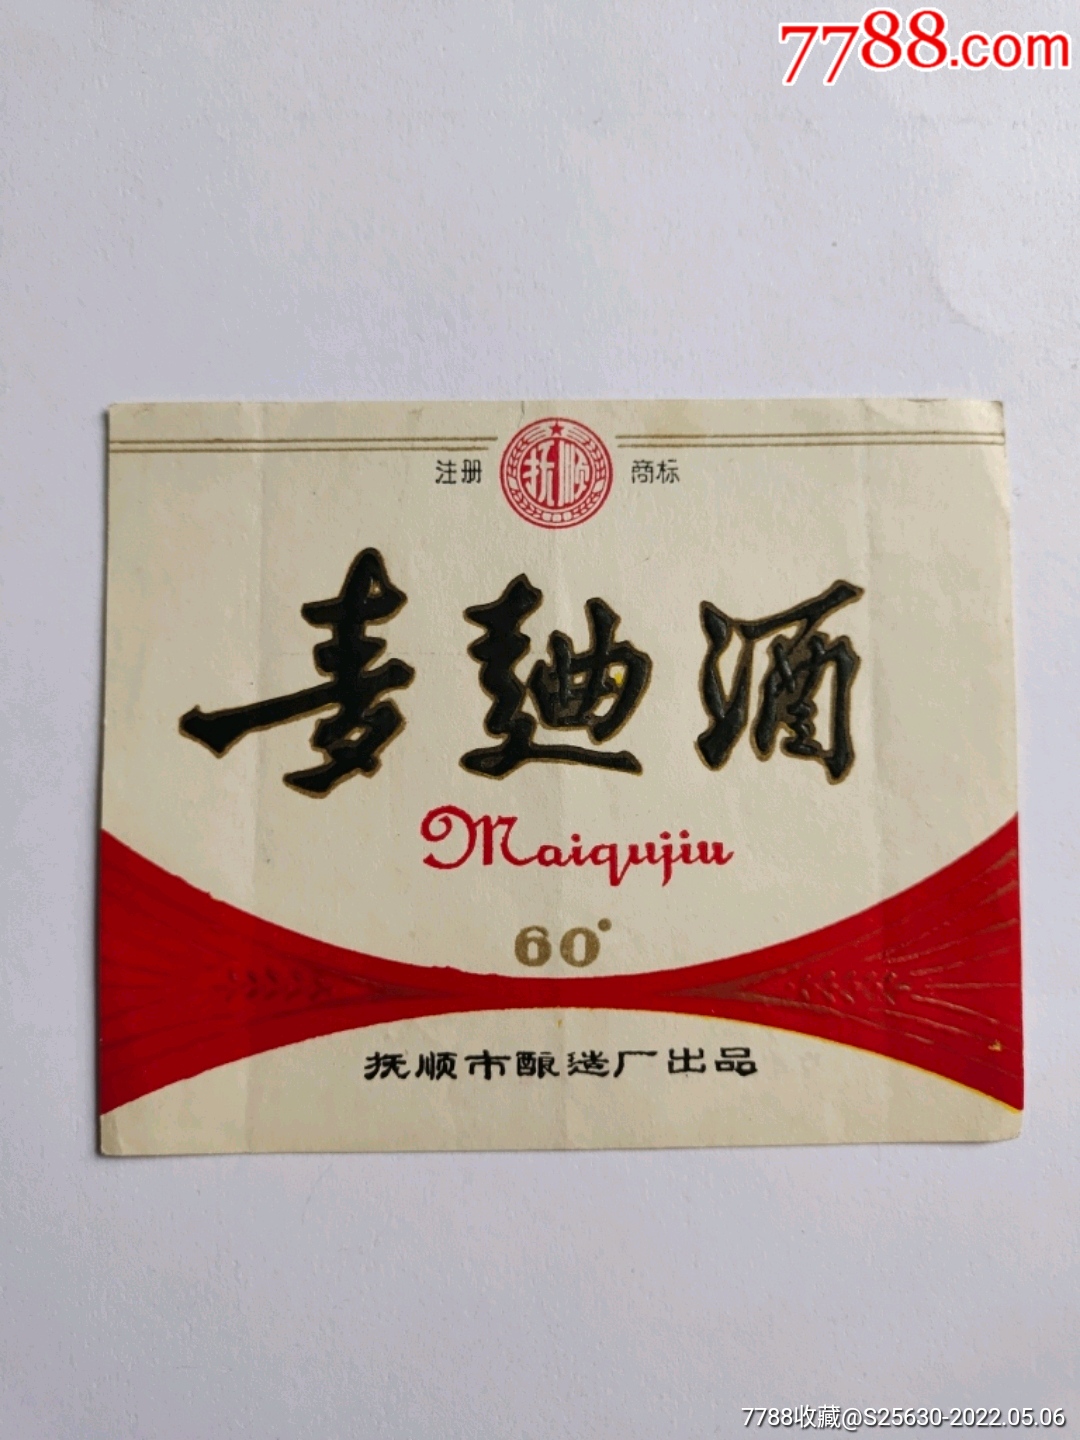 7788.com
注册 抚顺 商标
麦麯酒
Maiqujiu
60°
抚顺市酿造厂出品
7788收藏@S25630-2022.05.06